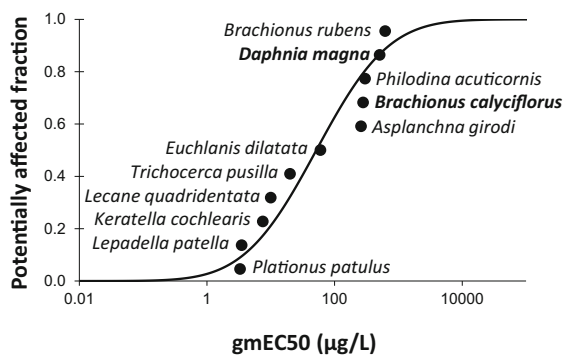 Potentially affected fraction
1.0
0.8
0.6
0.4
0.2
0.0
Brachionus rubens
Daphnia magna
Philodina acuticornis
Brachionus calyciflorus
Asplanchna girodi
Euchlanis dilatata
Trichocerca pusilla
Lecane quadridentata
Keratella cochlearis
Lepadella patella
Plationus patulus
0.01
1
100
10000
gmEC50 (µg/L)